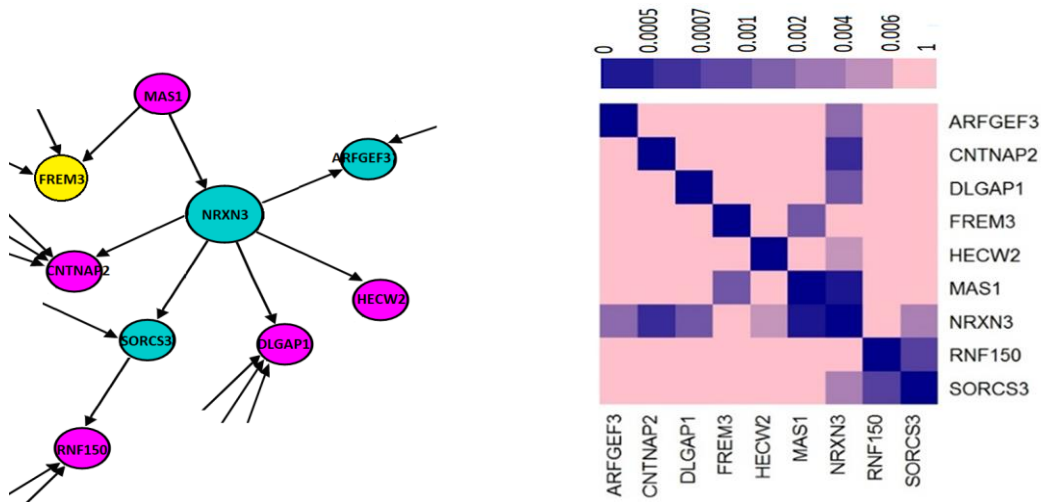 MAS1
ARFGEF3
FREM3
NRXN3
CNTNAP2
HECW2
SORCS3
DLGAP1
RNF150
0
0.0005
0.0007
0.001
0.002
0.004
0.006
1
ARFGEF3
CNTNAP2
DLGAP1
FREM3
HECW2
MAS1
NRXN3
RNF150
SORCS3
ARFGEF3
CNTNAP2
DLGAP1
FREM3
HECW2
MAS1
NRXN3
RNF150
SORCS3